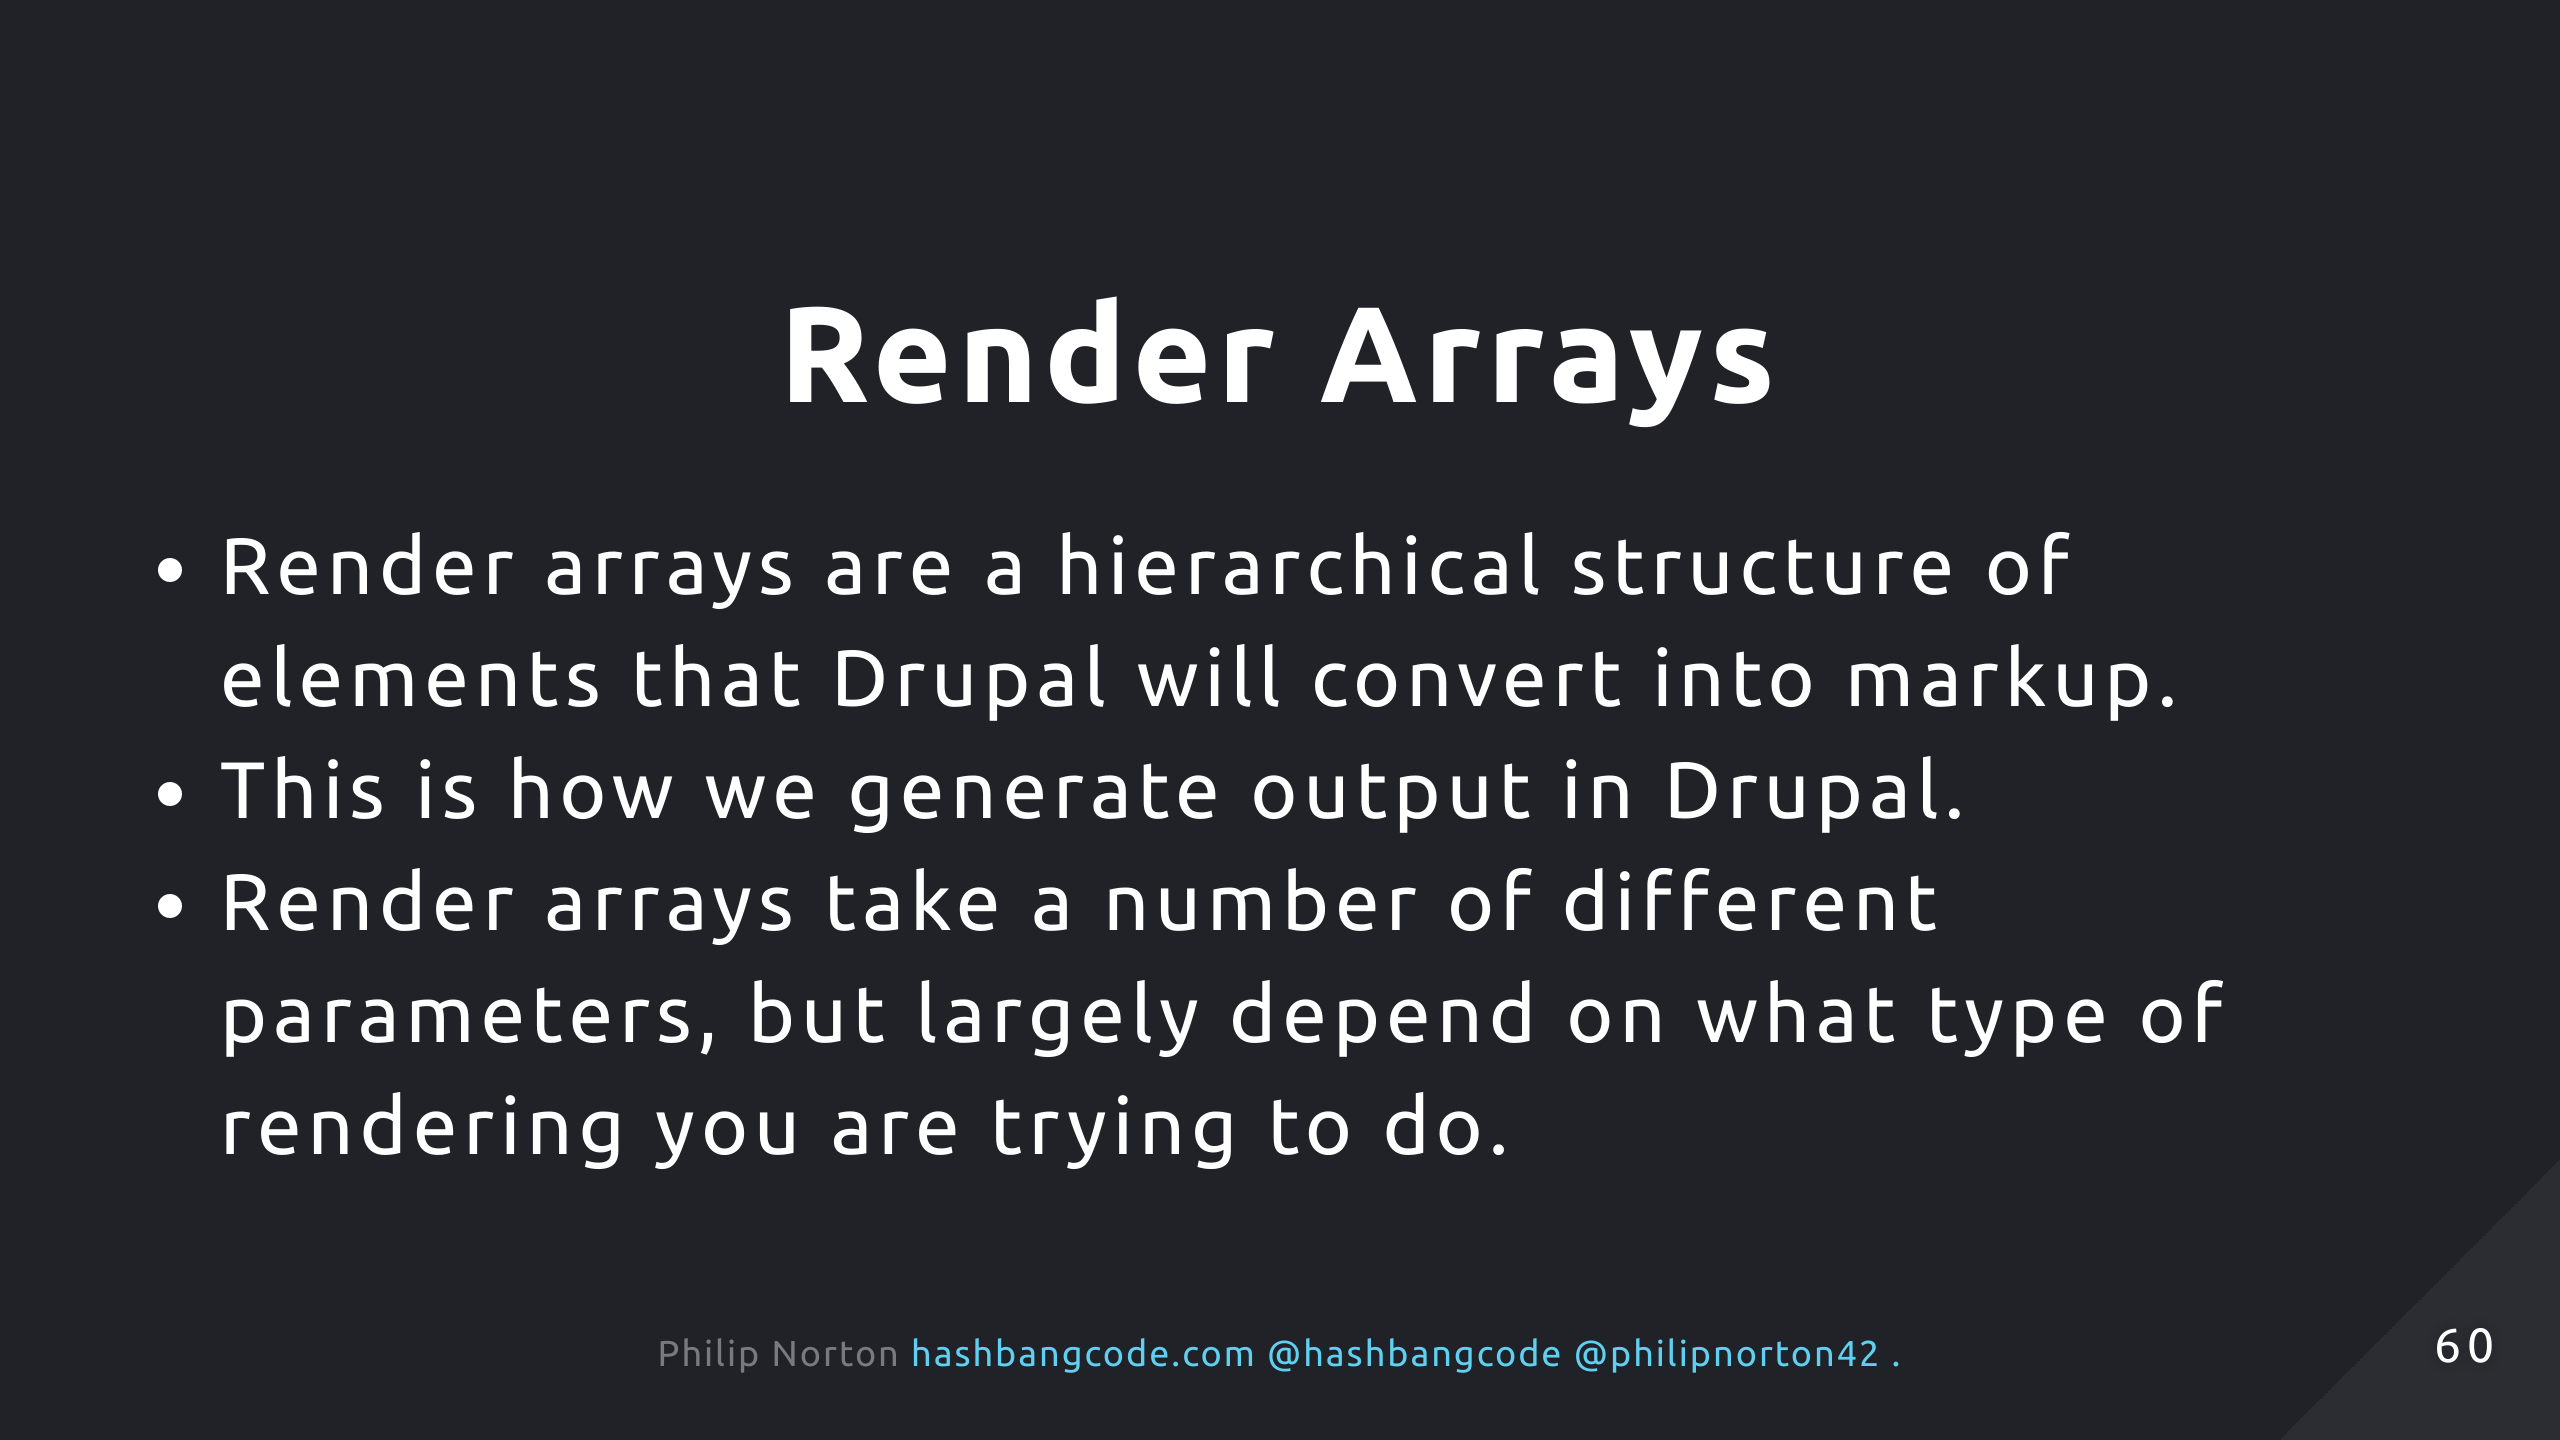 Render Arrays
• Render arrays are a hierarchical structure of
elements that Drupal will convert into markup.
• This is how we generate output in Drupal.
• Render arrays take a number of different
parameters, but largely depend on what type of
rendering you are trying to do.
Philip Norton hashbangcode.com @hashbangcode @philipnorton42 .
60